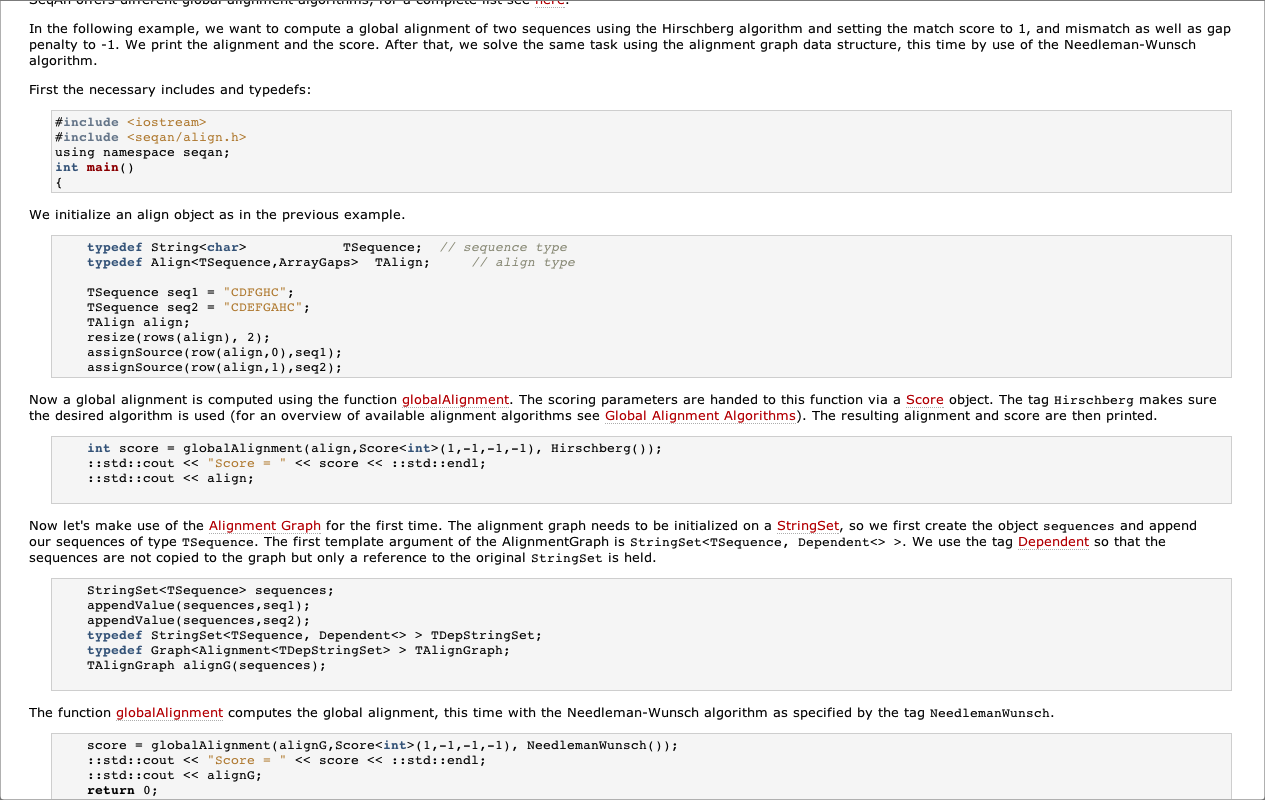 SeqAn offers different global alignment algorithms, for a complete list see here.
In the following example, we want to compute a global alignment of two sequences using the Hirschberg algorithm and setting the match score to 1, and mismatch as well as gap
penalty to -1. We print the alignment and the score. After that, we solve the same task using the alignment graph data structure, this time by use of the Needleman-Wunsch
algorithm.
First the necessary includes and typedefs:
#include <iostream>
#include <seqan/align.h>
using namespace seqan;
int main()
{
We initialize an align object as in the previous example.
    typedef String<char>            TSequence;  // sequence type
    typedef Align<TSequence,ArrayGaps>  TAlign;     // align type
    TSequence seq1 = "CDFGHC";
    TSequence seq2 = "CDEFGAHC";
    TAlign align;
    resize(rows(align), 2);
    assignSource(row(align,0),seq1);
    assignSource(row(align,1),seq2);
Now a global alignment is computed using the function globalAlignment. The scoring parameters are handed to this function via a Score object. The tag Hirschberg makes sure
the desired algorithm is used (for an overview of available alignment algorithms see Global Alignment Algorithms). The resulting alignment and score are then printed.
    int score = globalAlignment(align,Score<int>(1,-1,-1,-1), Hirschberg());
    ::std::cout << "Score = " << score << ::std::endl;
    ::std::cout << align;
Now let's make use of the Alignment Graph for the first time. The alignment graph needs to be initialized on a StringSet, so we first create the object sequences and append
our sequences of type TSequence. The first template argument of the AlignmentGraph is StringSet<TSequence, Dependent<> >. We use the tag Dependent so that the
sequences are not copied to the graph but only a reference to the original StringSet is held.
    StringSet<TSequence> sequences;
    appendValue(sequences,seq1);
    appendValue(sequences,seq2);
    typedef StringSet<TSequence, Dependent<> > TDepStringSet;
    typedef Graph<Alignment<TDepStringSet> > TAlignGraph;
    TAlignGraph alignG(sequences);
The function globalAlignment computes the global alignment, this time with the Needleman-Wunsch algorithm as specified by the tag NeedlemanWunsch.
    score = globalAlignment(alignG,Score<int>(1,-1,-1,-1), NeedlemanWunsch());
    ::std::cout << "Score = " << score << ::std::endl;
    ::std::cout << alignG;
    return 0;